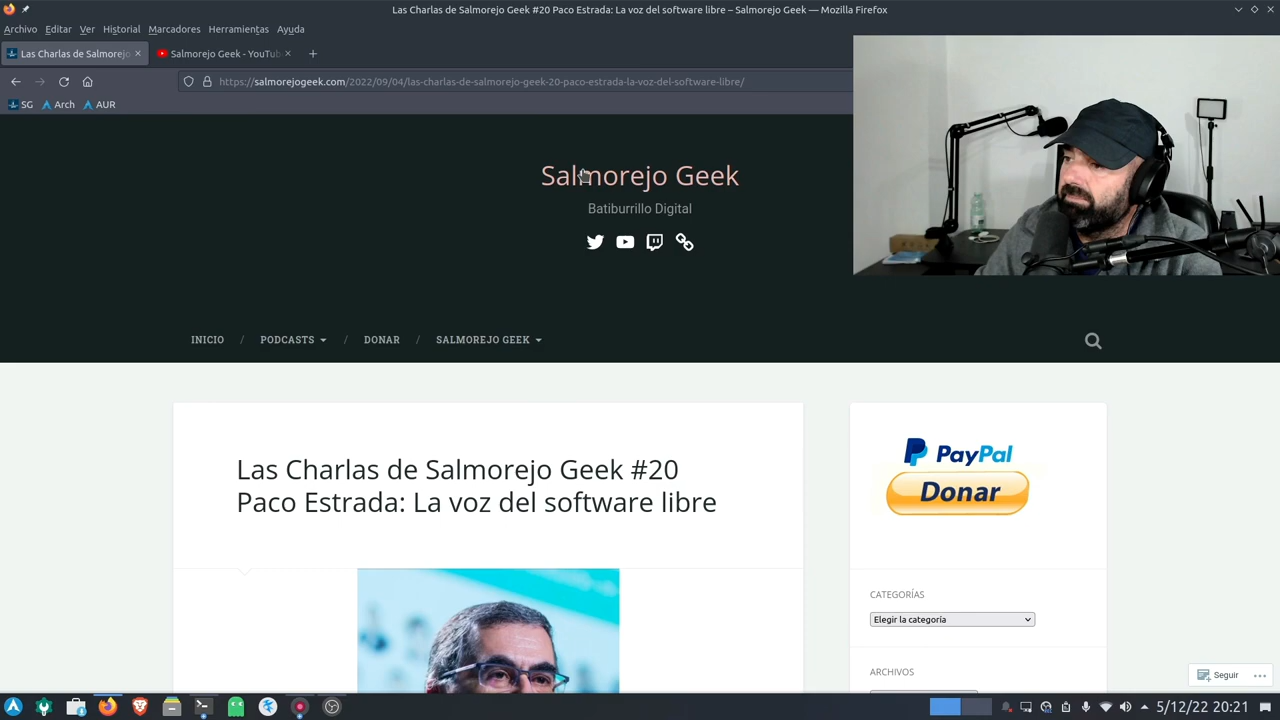 Las Charlas de Salmorejo Geek #20 Paco Estrada: La voz del software libre – Salmorejo Geek — Mozilla Firefox
Archivo Editar Ver Historial Marcadores Herramientas Ayuda
Las Charlas de Salmorejo
Salmorejo Geek - YouTub
https://salmorejogeek.com/2022/09/04/las-charlas-de-salmorejo-geek-20-paco-estrada-la-voz-del-software-libre/
SG Arch AUR
Salmorejo Geek
Batiburrillo Digital
INICIO / PODCASTS / DONAR / SALMOREJO GEEK
Las Charlas de Salmorejo Geek #20
Paco Estrada: La voz del software libre
PayPal
Donar
CATEGORÍAS
Elegir la categoría
ARCHIVOS
Seguir
5/12/22 20:21